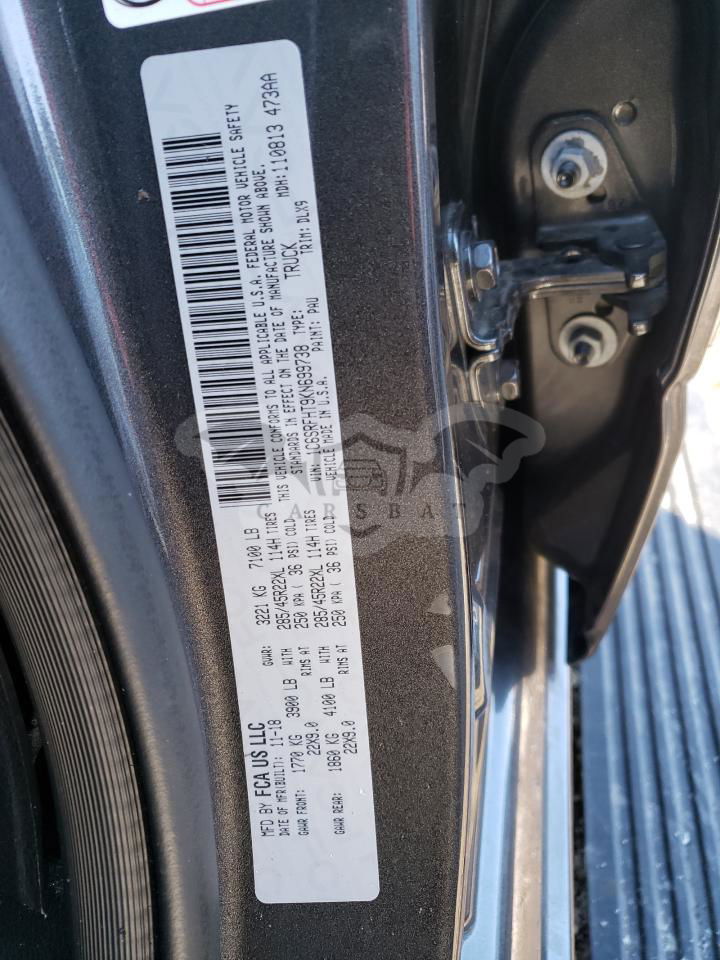 MFD BY FCA US LLC
DATE OF MFR(BUILT): 11-18 GVWR: 3221 KG 7100 LB
GAWR FRONT: 1770 KG 3900 LB WITH 285/45R22XL 114H TIRES
22X9.0 RIMS AT 250 KPA ( 36 PSI) COLD
GAWR REAR: 1860 KG 4100 LB WITH 285/45R22XL 114H TIRES
22X9.0 RIMS AT 250 KPA ( 36 PSI) COLD
THIS VEHICLE CONFORMS TO ALL APPLICABLE U.S.A. FEDERAL MOTOR VEHICLE SAFETY
STANDARDS IN EFFECT ON THE DATE OF MANUFACTURE SHOWN ABOVE.
VIN: 1C6SRFHT9KN699738 TYPE: TRUCK MDH:110813 473AA
VEHICLE MADE IN U.S.A. PAINT: PAU TRIM: DLX9
CARSBAT